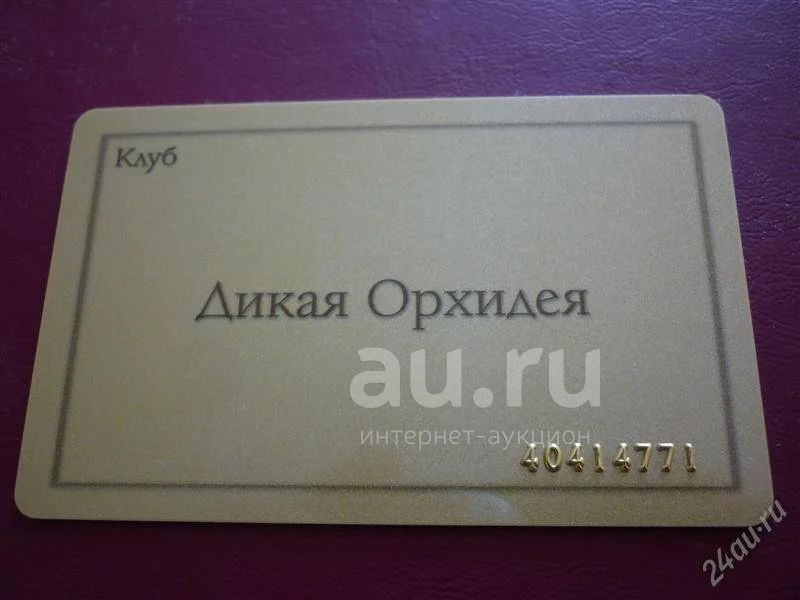 Клуб
Дикая Орхидея
au.ru
интернет-аукцион
40414771
24au.ru